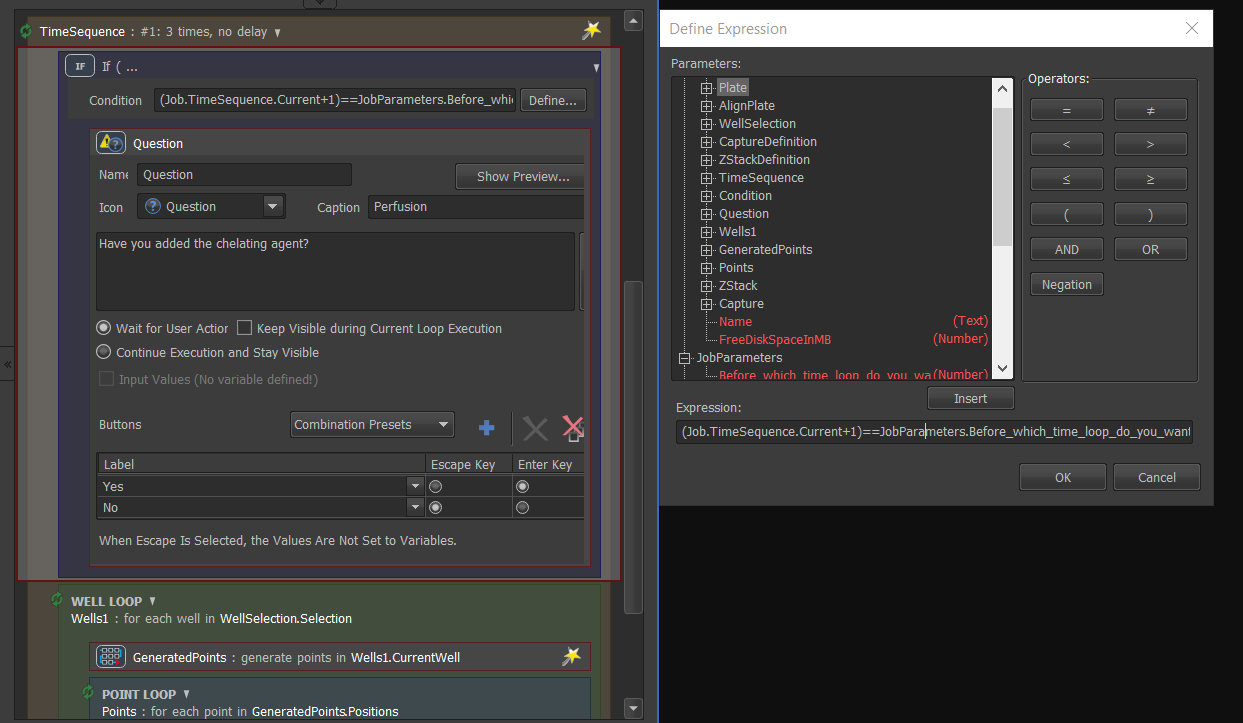 TimeSequence : #1: 3 times, no delay ▼
IF If ( ...
Condition (Job.TimeSequence.Current+1)==JobParameters.Before_whic Define...
Question
Name Question Show Preview...
Icon Question Caption Perfusion
Have you added the chelating agent?
Wait for User Action Keep Visible during Current Loop Execution
Continue Execution and Stay Visible
Input Values (No variable defined!)
Buttons Combination Presets
Label Escape Key Enter Key
Yes
No
When Escape Is Selected, the Values Are Not Set to Variables.
WELL LOOP ▼
Wells1 : for each well in WellSelection.Selection
GeneratedPoints : generate points in Wells1.CurrentWell
POINT LOOP ▼
Points : for each point in GeneratedPoints.Positions
Define Expression
Parameters:
Plate
AlignPlate
WellSelection
CaptureDefinition
ZStackDefinition
TimeSequence
Condition
Question
Wells1
GeneratedPoints
Points
ZStack
Capture
Name (Text)
FreeDiskSpaceInMB (Number)
JobParameters
Before_which_time_loop_do_you_wa (Number)
Operators:
= ≠
< >
≤ ≥
( )
AND OR
Negation
Insert
Expression:
(Job.TimeSequence.Current+1)==JobParameters.Before_which_time_loop_do_you_want
OK Cancel